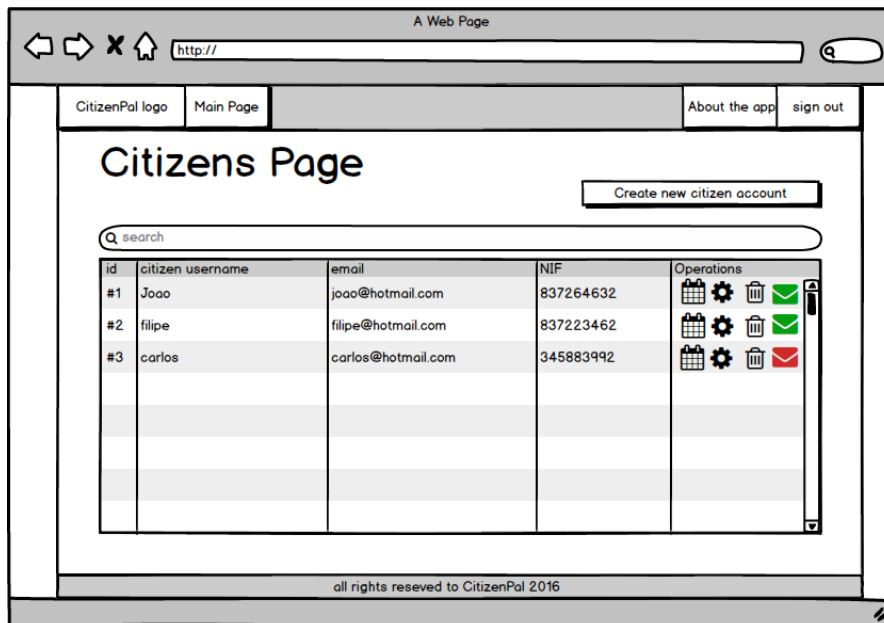 A Web Page
http://
CitizenPal logo Main Page About the app sign out
Citizens Page
Create new citizen account
search
id citizen username email NIF Operations
#1 Joao joao@hotmail.com 837264632
#2 filipe filipe@hotmail.com 837223462
#3 carlos carlos@hotmail.com 345883992
all rights reseved to CitizenPal 2016